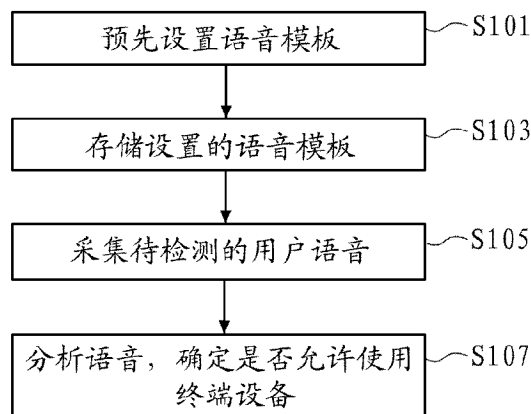 预先设置语音模板
S101
存储设置的语音模板
S103
采集待检测的用户语音
S105
分析语音，确定是否允许使用
终端设备
S107